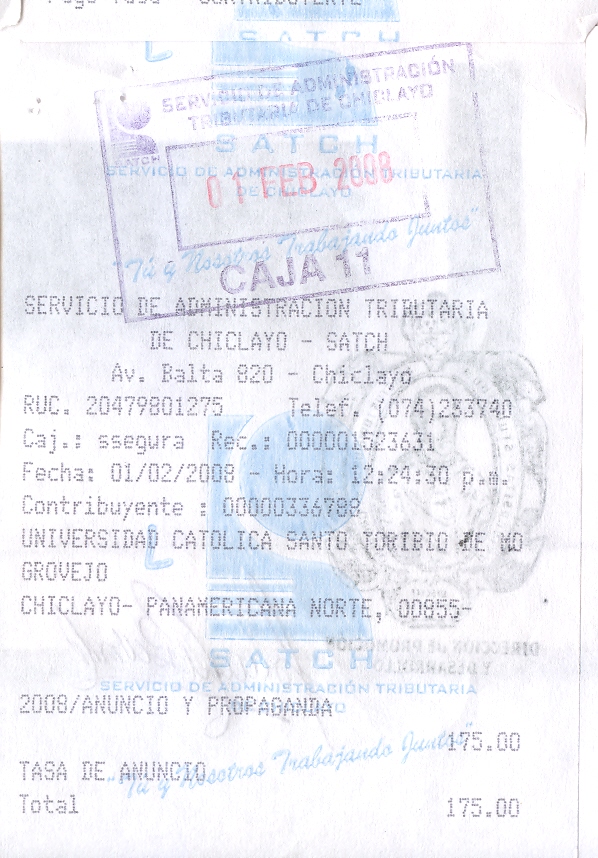 Pago Tasa - CONTRIBUYENTE
SATCH
SERVICIO DE ADMINISTRACIÓN
TRIBUTARIA DE CHICLAYO
SATCH
SATCH
SERVICIO DE ADMINISTRACIÓN TRIBUTARIA
DE CHICLAYO
01 FEB 2008
"Tú y Nosotros Trabajando Juntos"
CAJA 11
SERVICIO DE ADMINISTRACION TRIBUTARIA
DE CHICLAYO - SATCH
Av. Balta 820 - Chiclayo
RUC. 20479801275 Telef. (074)233740
Caj.: ssegura Rec.: 000001523631
Fecha: 01/02/2008 - Hora: 12:24:30 p.m.
Contribuyente : 00000336788
UNIVERSIDAD CATOLICA SANTO TORIBIO DE MO
GROVEJO
CHICLAYO- PANAMERICANA NORTE, 00855-
DIRECCION DE PROMOCION
Y DESARROLLO
SATCH
SERVICIO DE ADMINISTRACIÓN TRIBUTARIA
2008/ANUNCIO Y PROPAGANDA
175.00
"Tú y Nosotros Trabajando Juntos"
TASA DE ANUNCIO
Total 175.00